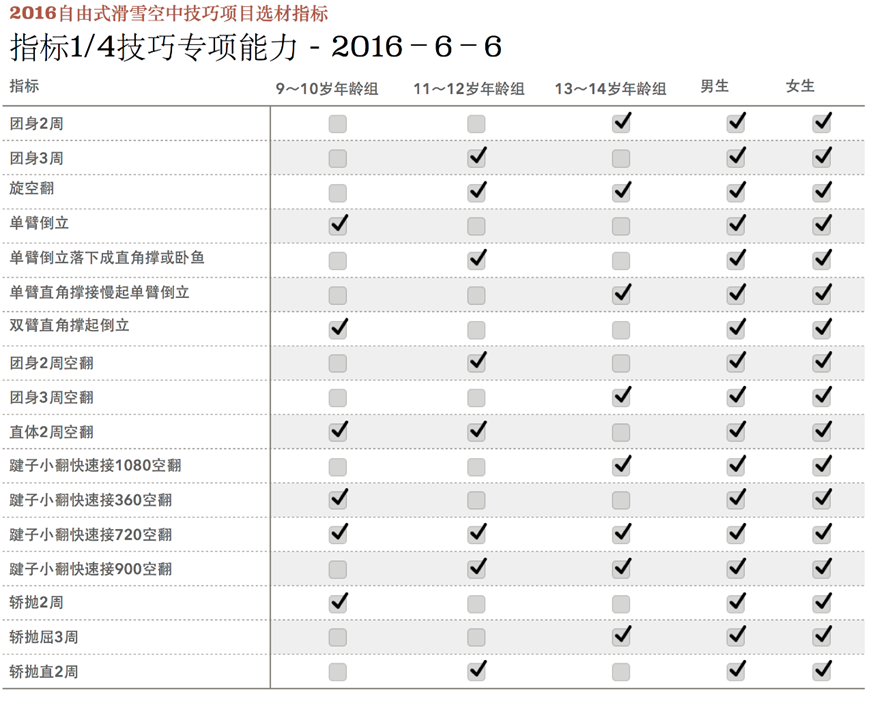 2016自由式滑雪空中技巧项目选材指标
指标1/4技巧专项能力 - 2016-6-6
指标 9～10岁年龄组 11～12岁年龄组 13～14岁年龄组 男生 女生
团身2周
团身3周
旋空翻
单臂倒立
单臂倒立落下成直角撑或卧鱼
单臂直角撑接慢起单臂倒立
双臂直角撑起倒立
团身2周空翻
团身3周空翻
直体2周空翻
踺子小翻快速接1080空翻
踺子小翻快速接360空翻
踺子小翻快速接720空翻
踺子小翻快速接900空翻
轿抛2周
轿抛屈3周
轿抛直2周